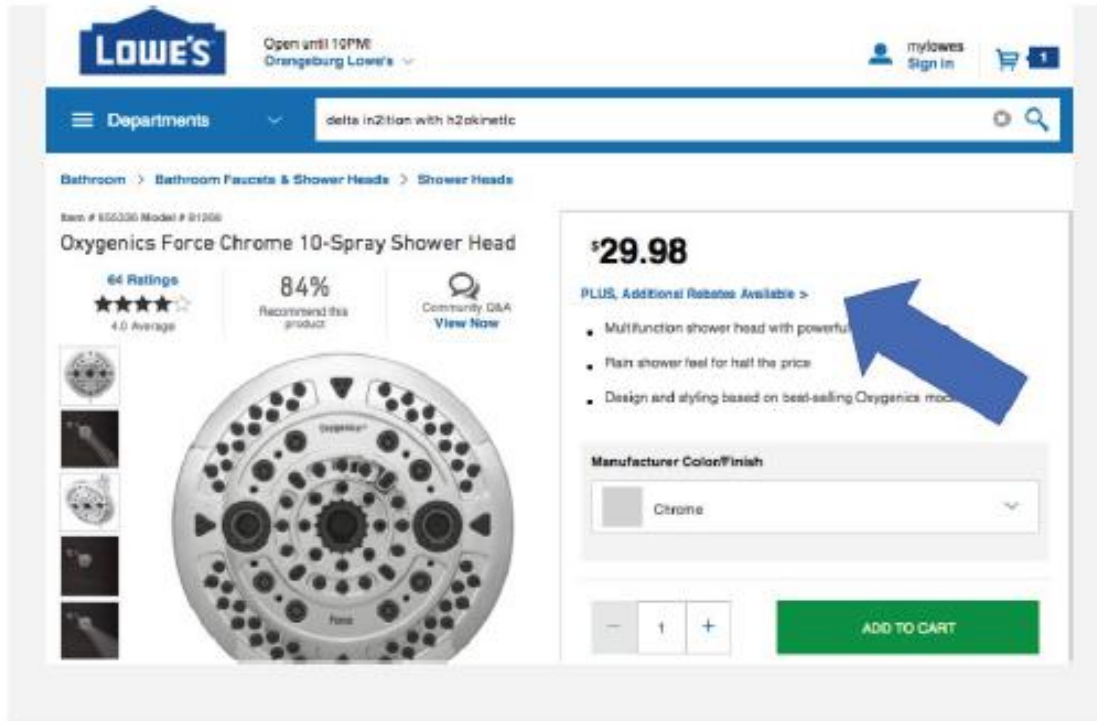 LOWE'S
Open until 10PM!
Orangeburg Lowe's
mylowes
Sign in
1
Departments
delta in2ition with h2okinetic
Bathroom > Bathroom Faucets & Shower Heads > Shower Heads
Item # Model #
Oxygenics Force Chrome 10-Spray Shower Head
64 Ratings
4.0 Average
84%
Recommend this
product
Community Q&A
View Now
$29.98
PLUS, Additional Rebates Available >
Multifunction shower head with powerful
Rain shower feel for half the price
Design and styling based on best-selling Oxygenics
Manufacturer Color/Finish
Chrome
- 1 +
ADD TO CART
Oxygenics
Force